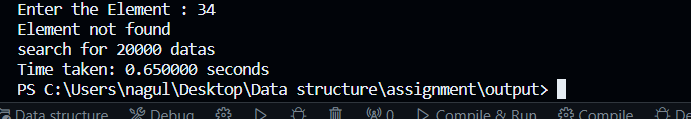 Enter the Element : 34
Element not found
search for 20000 datas
Time taken: 0.650000 seconds
PS C:\Users\nagul\Desktop\Data structure\assignment\output>
Data structure Debug 0 Compile & Run Compile De